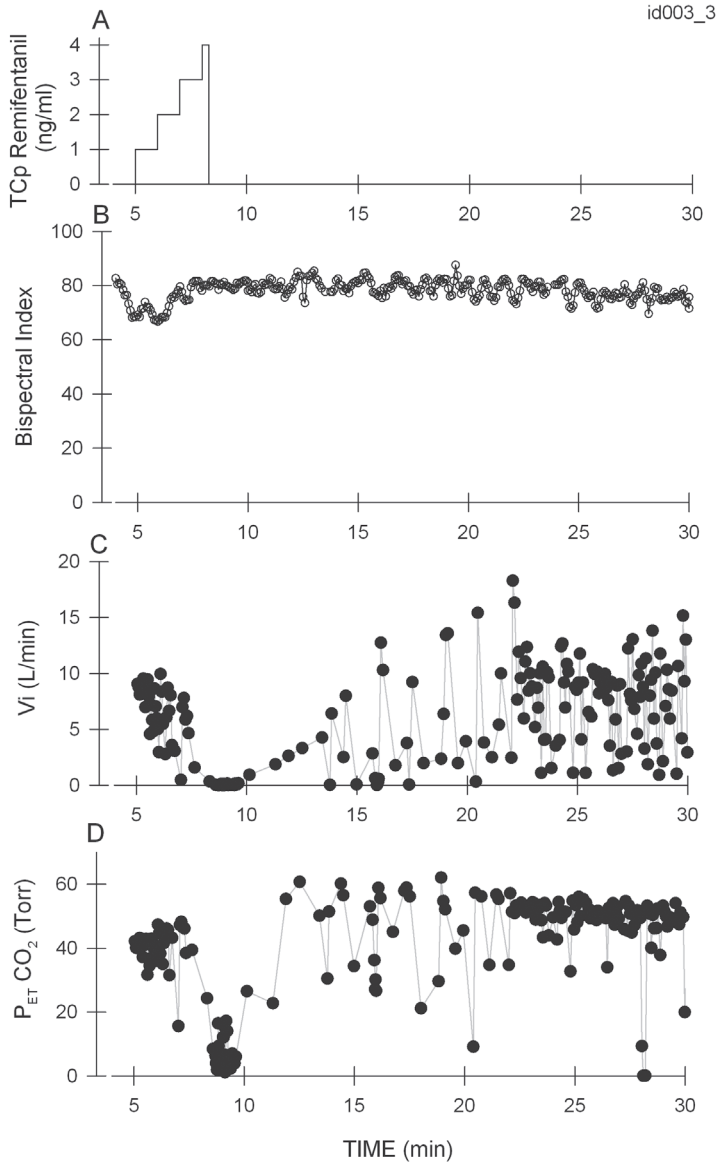 id003_3
A
TCp Remifentanil
(ng/ml)
4
3
2
1
0
5 10 15 20 25 30
B
Bispectral Index
100
80
60
40
20
0
5 10 15 20 25 30
C
Vi (L/min)
20
15
10
5
0
5 10 15 20 25 30
D
PET CO2 (Torr)
60
40
20
0
5 10 15 20 25 30
TIME (min)